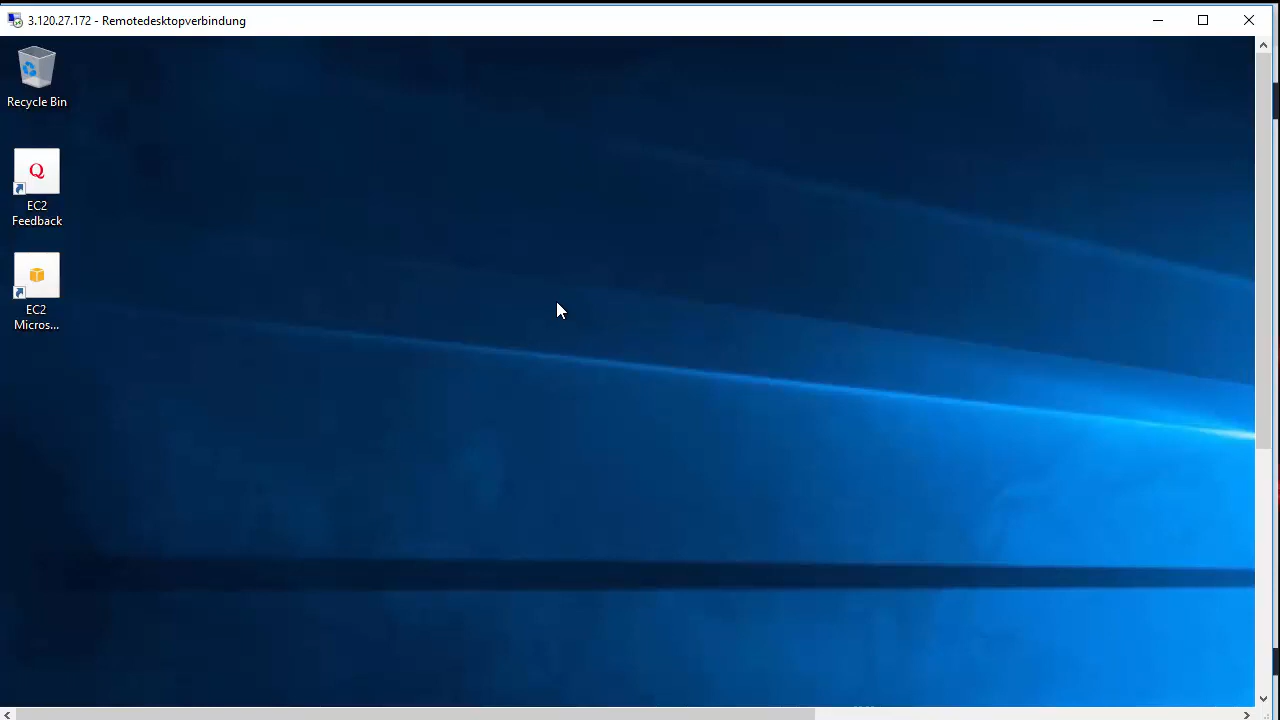 3.120.27.172 - Remotedesktopverbindung
Recycle Bin
Q
EC2
Feedback
EC2
Micros...